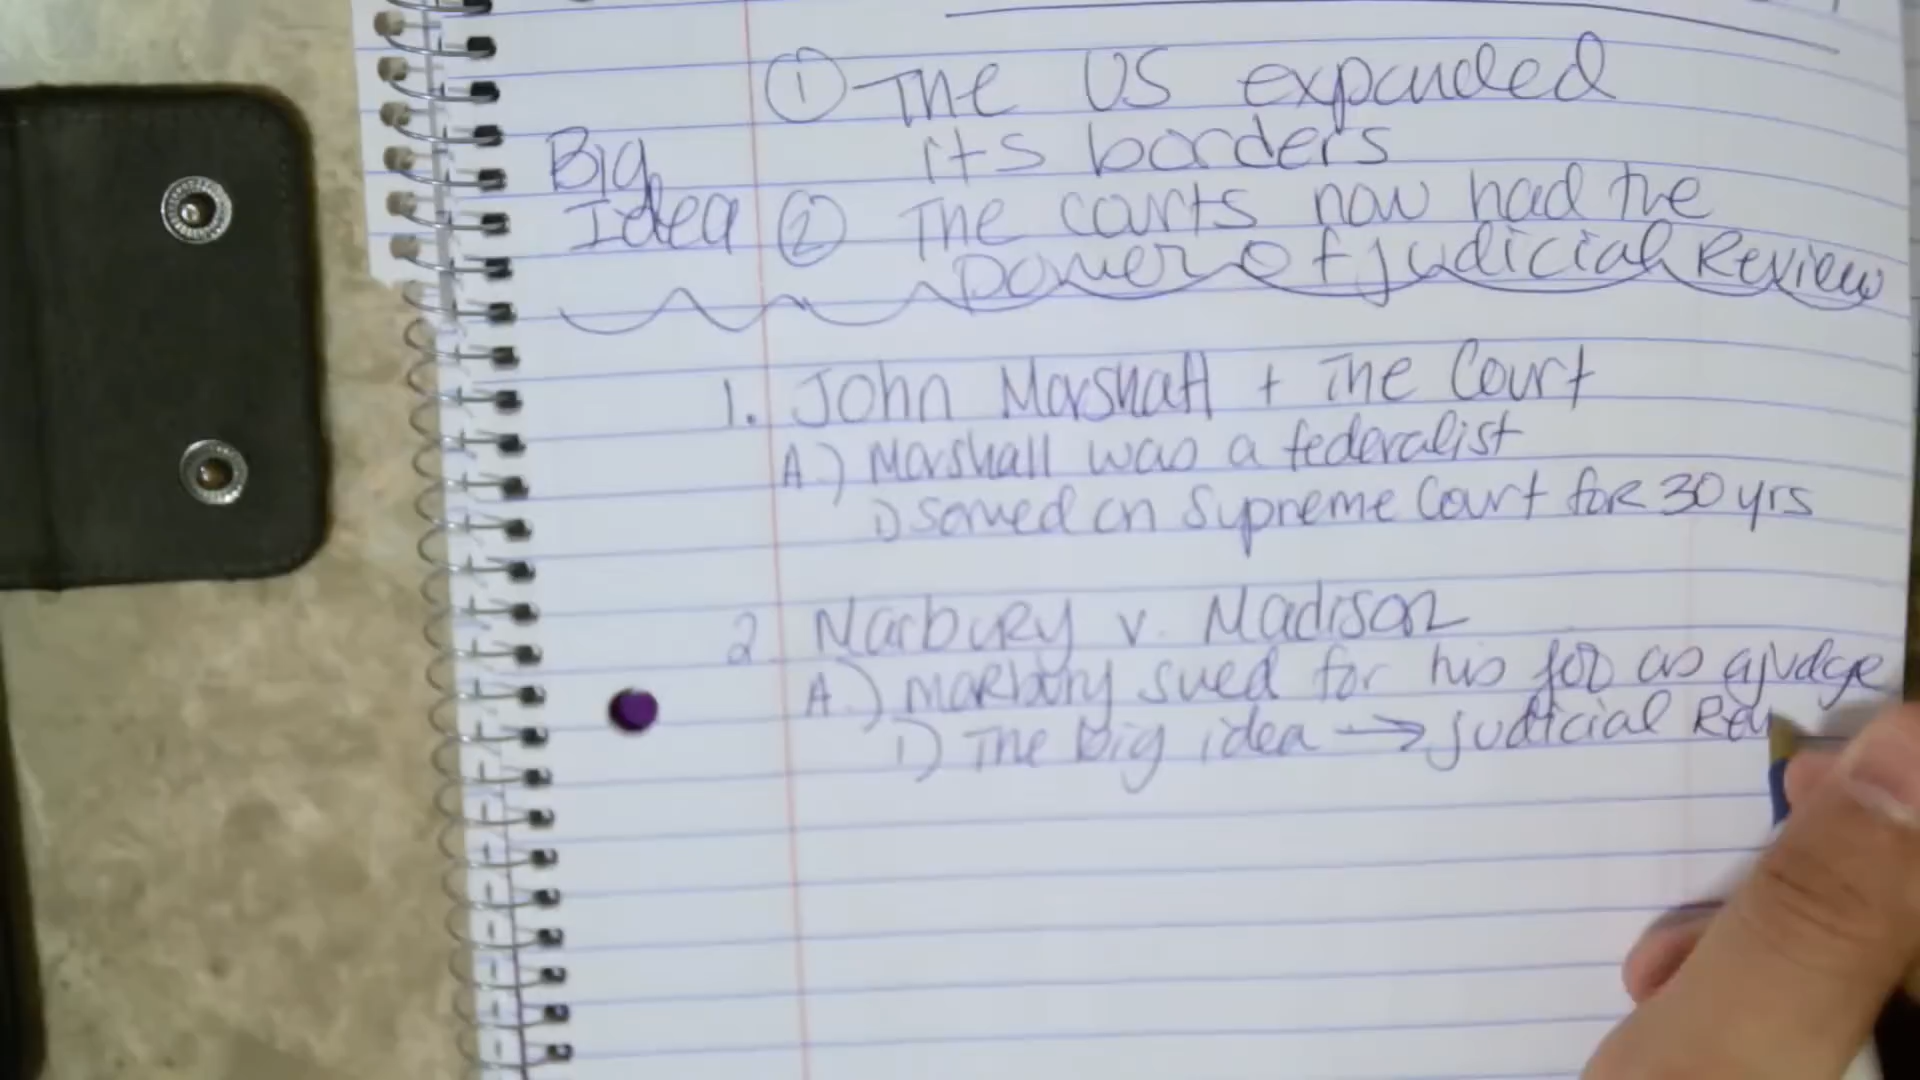 ① The US expanded
its borders
Big
Idea ② The courts now had the
power of judicial Review
1. John Marshall + The Court
A.) Marshall was a federalist
1) served on Supreme Court for 30 yrs
2 Marbury v. Madison
A.) Marbury sued for his job as a judge
1) The big idea → judicial Rev